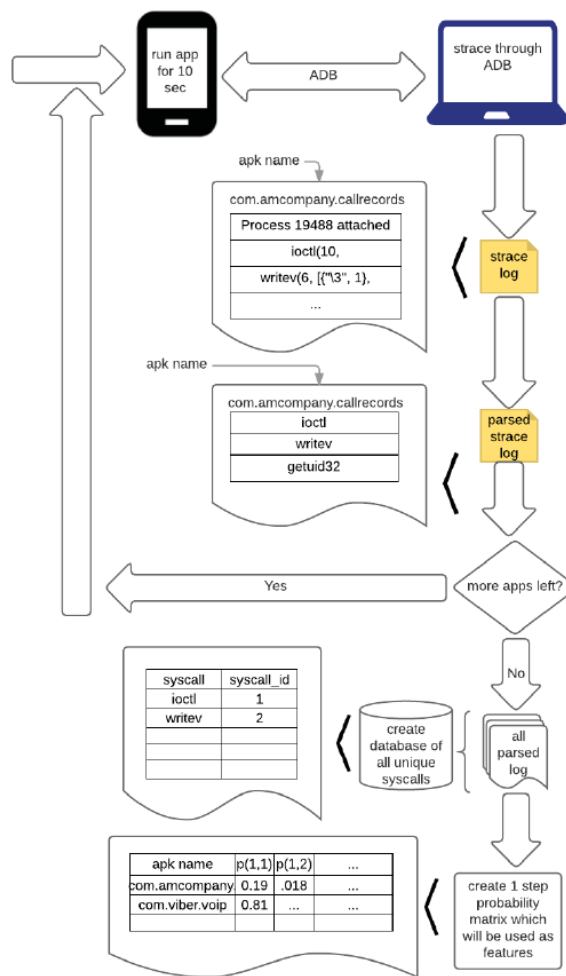 run app
for 10
sec
ADB
strace through
ADB
apk name
com.amcompany.callrecords
Process 19488 attached
ioctl(10,
writev(6, [{"\3", 1},
...
strace
log
apk name
com.amcompany.callrecords
ioctl
writev
getuid32
parsed
strace
log
more apps left?
Yes
No
syscall syscall_id
ioctl 1
writev 2
create
database of
all unique
syscalls
all
parsed
log
apk name p(1,1) p(1,2) ...
com.amcompany. 0.19 .018 ...
com.viber.voip 0.81 ... ...
create 1 step
probability
matrix which
will be used as
features